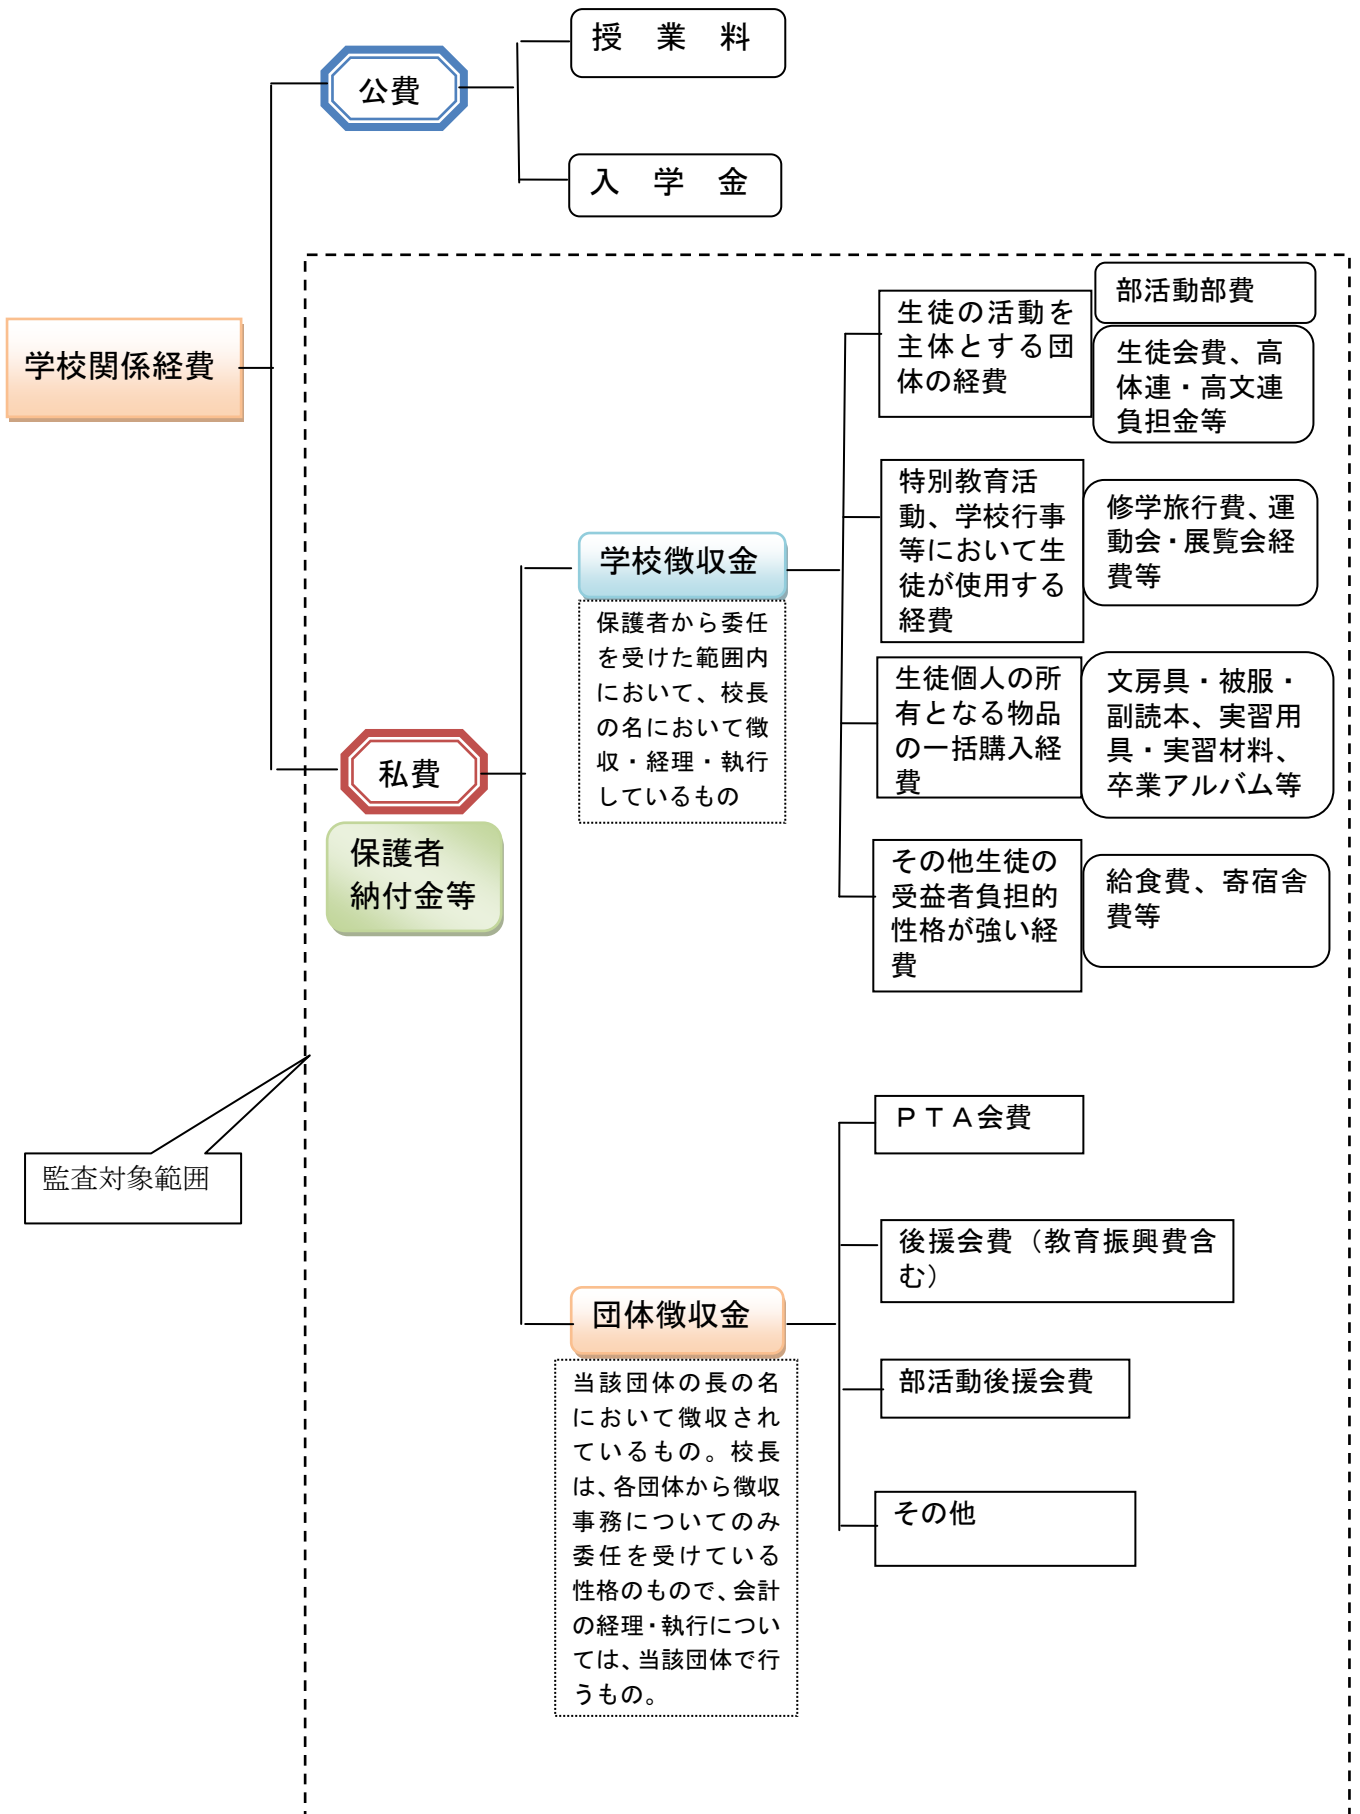 授　業　料
公費
入　学　金
学校関係経費
部活動部費
生徒の活動を
主体とする団
体の経費
生徒会費、高
体連・高文連
負担金等
特別教育活
動、学校行事
等において生
徒が使用する
経費
修学旅行費、運
動会・展覧会経
費等
学校徴収金
保護者から委任
を受けた範囲内
において、校長
の名において徴
収・経理・執行
しているもの
生徒個人の所
有となる物品
の一括購入経
費
文房具・被服・
副読本、実習用
具・実習材料、
卒業アルバム等
私費
保護者
納付金等
その他生徒の
受益者負担的
性格が強い経
費
給食費、寄宿舎
費等
監査対象範囲
ＰＴＡ会費
後援会費（教育振興費含
む）
団体徴収金
当該団体の長の名
において徴収され
ているもの。校長
は、各団体から徴収
事務についてのみ
委任を受けている
性格のもので、会計
の経理・執行につい
ては、当該団体で行
うもの。
部活動後援会費
その他